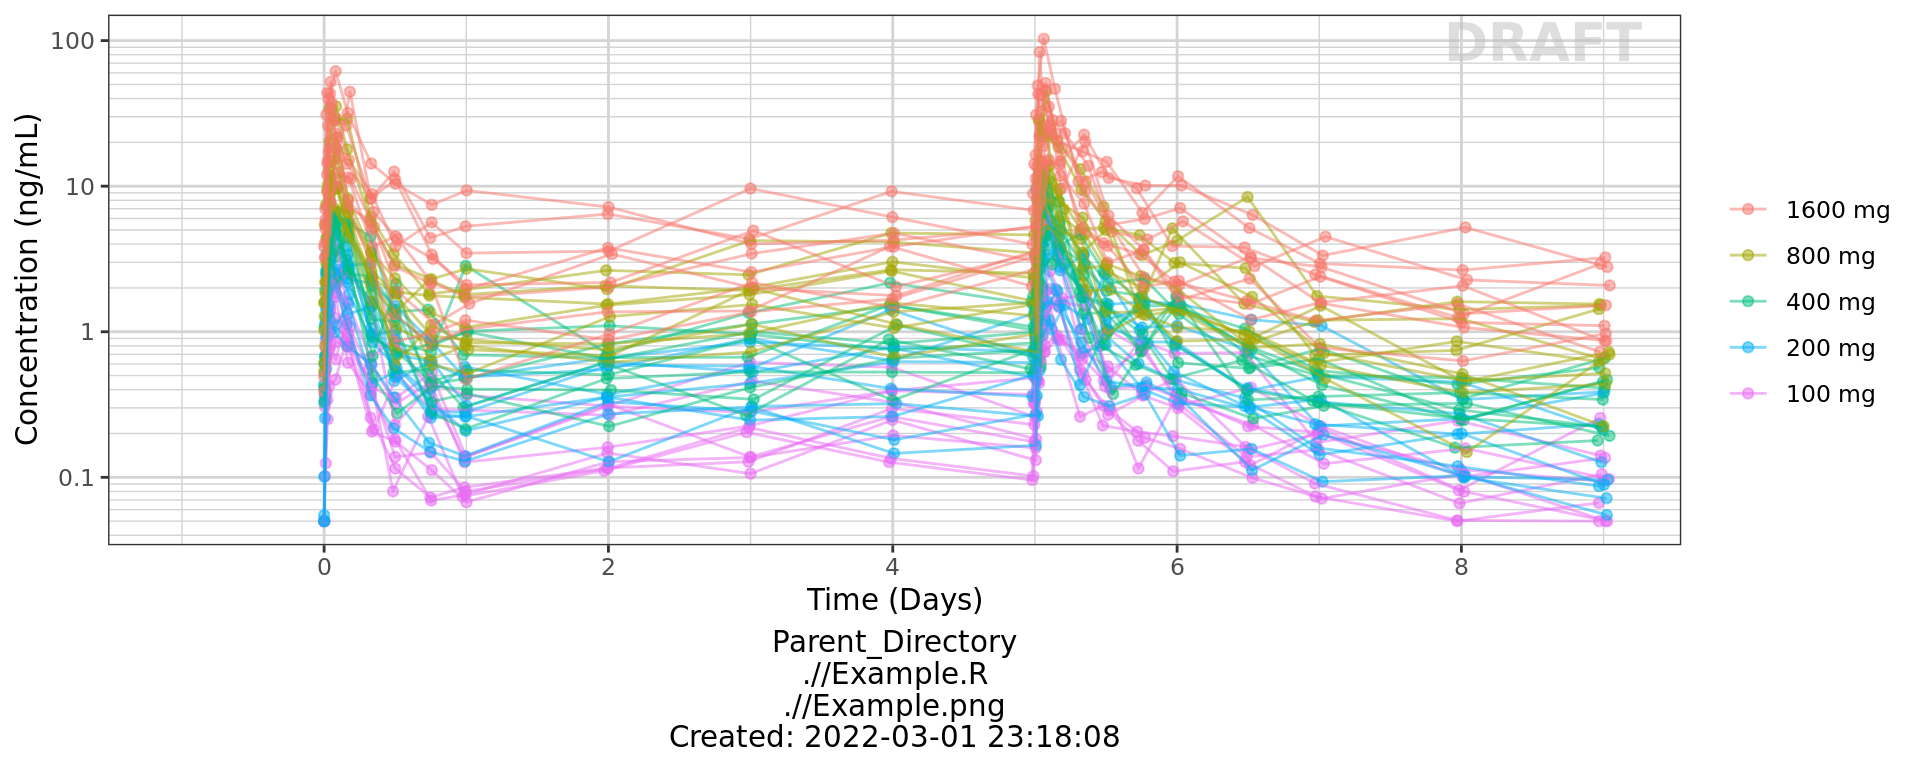 DRAFT
Concentration (ng/mL)
100
10
1
0.1
0
2
4
6
8
Time (Days)
1600 mg
800 mg
400 mg
200 mg
100 mg
Parent_Directory
.//Example.R
.//Example.png
Created: 2022-03-01 23:18:08